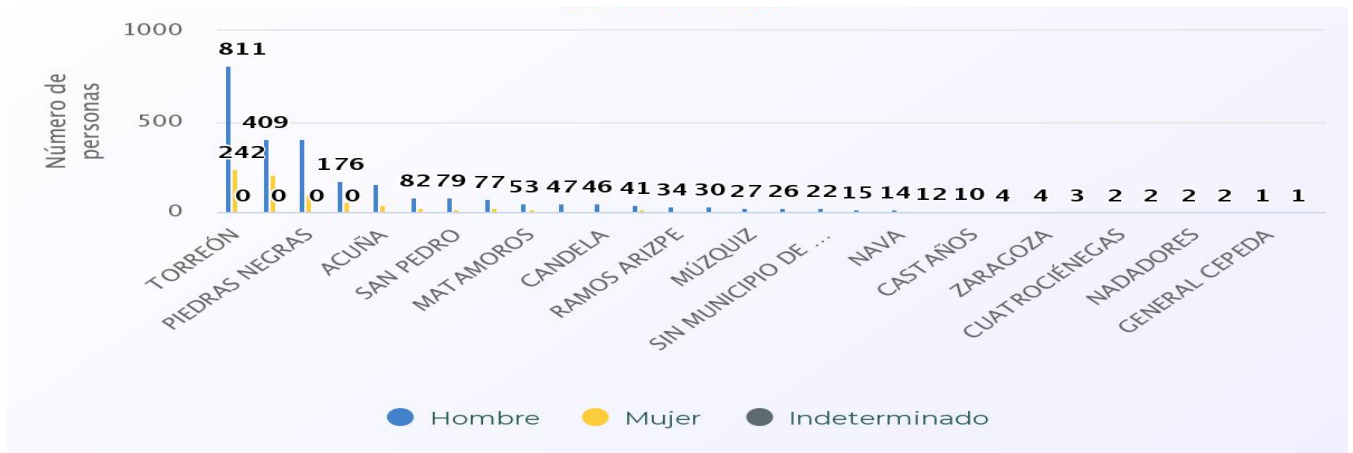 1000
500
0
Número de
personas
811
242
0
409
0
0
176
0
82
79
77
53
47
46
41
34
30
27
26
22
15
14
12
10
4
4
3
2
2
2
2
1
1
TORREÓN
PIEDRAS NEGRAS
ACUÑA
SAN PEDRO
MATAMOROS
CANDELA
RAMOS ARIZPE
MÚZQUIZ
SIN MUNICIPIO DE ...
NAVA
CASTAÑOS
ZARAGOZA
CUATROCIÉNEGAS
NADADORES
GENERAL CEPEDA
Hombre
Mujer
Indeterminado